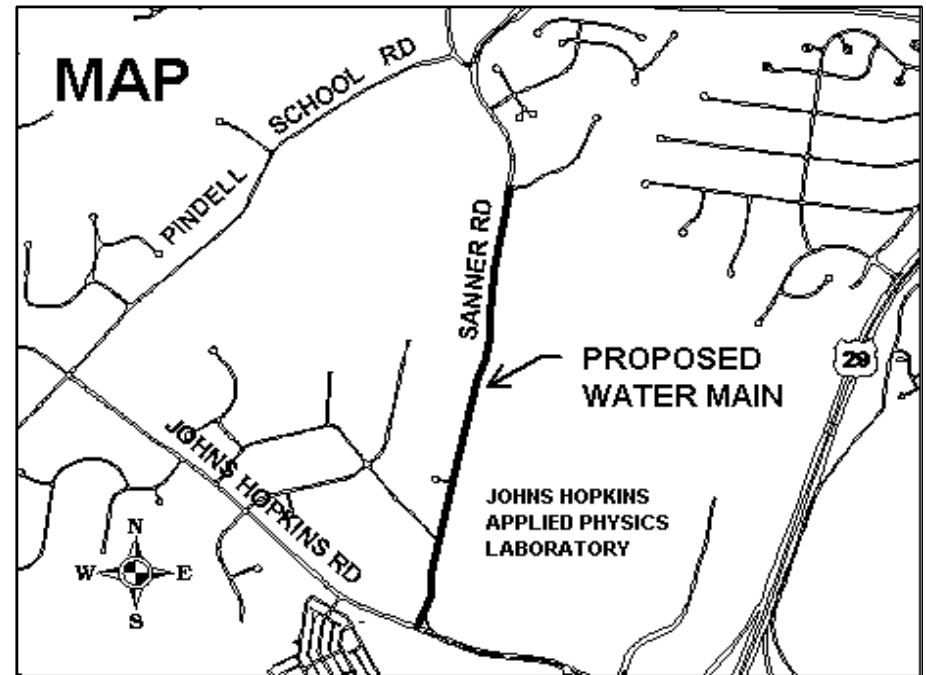 MAP
PINDELL SCHOOL RD
SANNER RD
29
PROPOSED
WATER MAIN
JOHNS HOPKINS RD
JOHNS HOPKINS
APPLIED PHYSICS
LABORATORY
N
W E
S